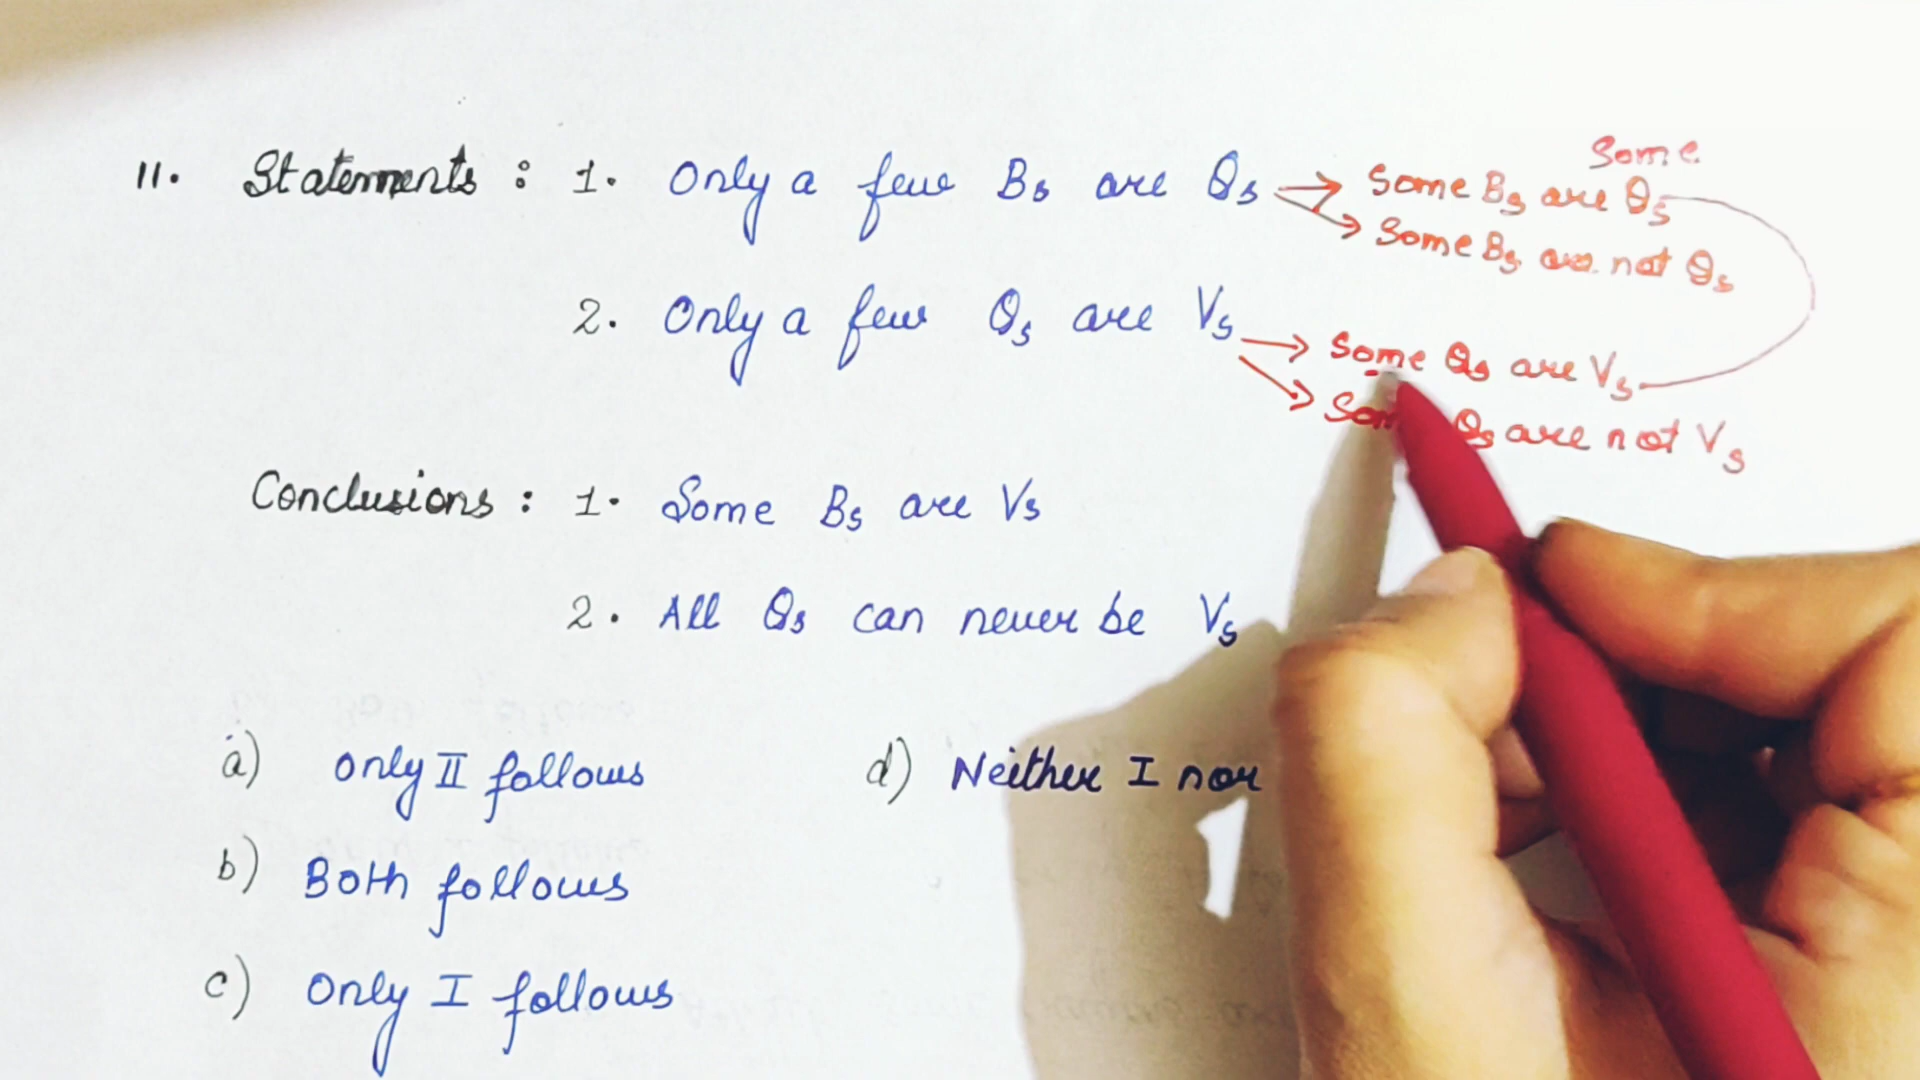 Some
11. Statements : 1. Only a few Bs are Qs → Some Bs are Qs
→ Some Bs are not Qs
2. Only a few Qs are Vs → Some Qs are Vs
→ Qs are not Vs
Conclusions : 1. Some Bs are Vs
2. All Qs can never be Vs
a) Only II follows
d) Neither I nor
b) Both follows
c) Only I follows